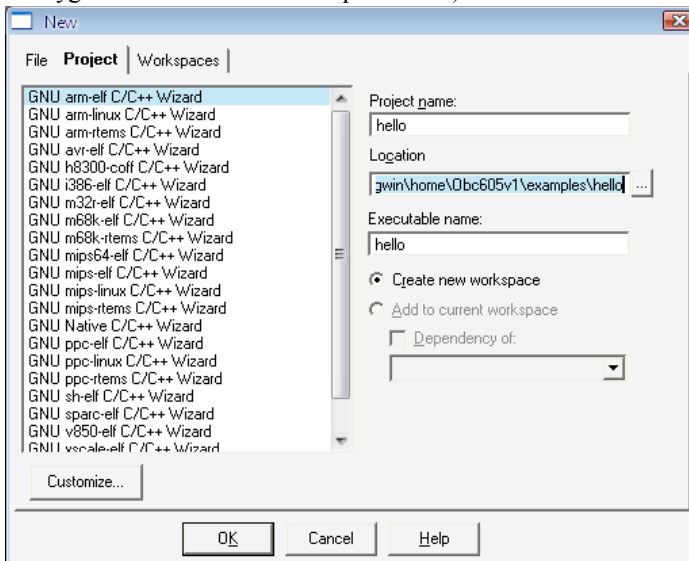 New
File Project Workspaces
GNU arm-elf C/C++ Wizard
GNU arm-linux C/C++ Wizard
GNU arm-rtems C/C++ Wizard
GNU avr-elf C/C++ Wizard
GNU h8300-coff C/C++ Wizard
GNU i386-elf C/C++ Wizard
GNU m32r-elf C/C++ Wizard
GNU m68k-elf C/C++ Wizard
GNU m68k-rtems C/C++ Wizard
GNU mips64-elf C/C++ Wizard
GNU mips-elf C/C++ Wizard
GNU mips-linux C/C++ Wizard
GNU mips-rtems C/C++ Wizard
GNU Native C/C++ Wizard
GNU ppc-elf C/C++ Wizard
GNU ppc-linux C/C++ Wizard
GNU ppc-rtems C/C++ Wizard
GNU sh-elf C/C++ Wizard
GNU sparc-elf C/C++ Wizard
GNU v850-elf C/C++ Wizard
GNU xscale-elf C/C++ Wizard
Customize...
Project name:
hello
Location
gwin\home\Obc605v1\examples\hello
...
Executable name:
hello
Create new workspace
Add to current workspace
Dependency of:
OK Cancel Help